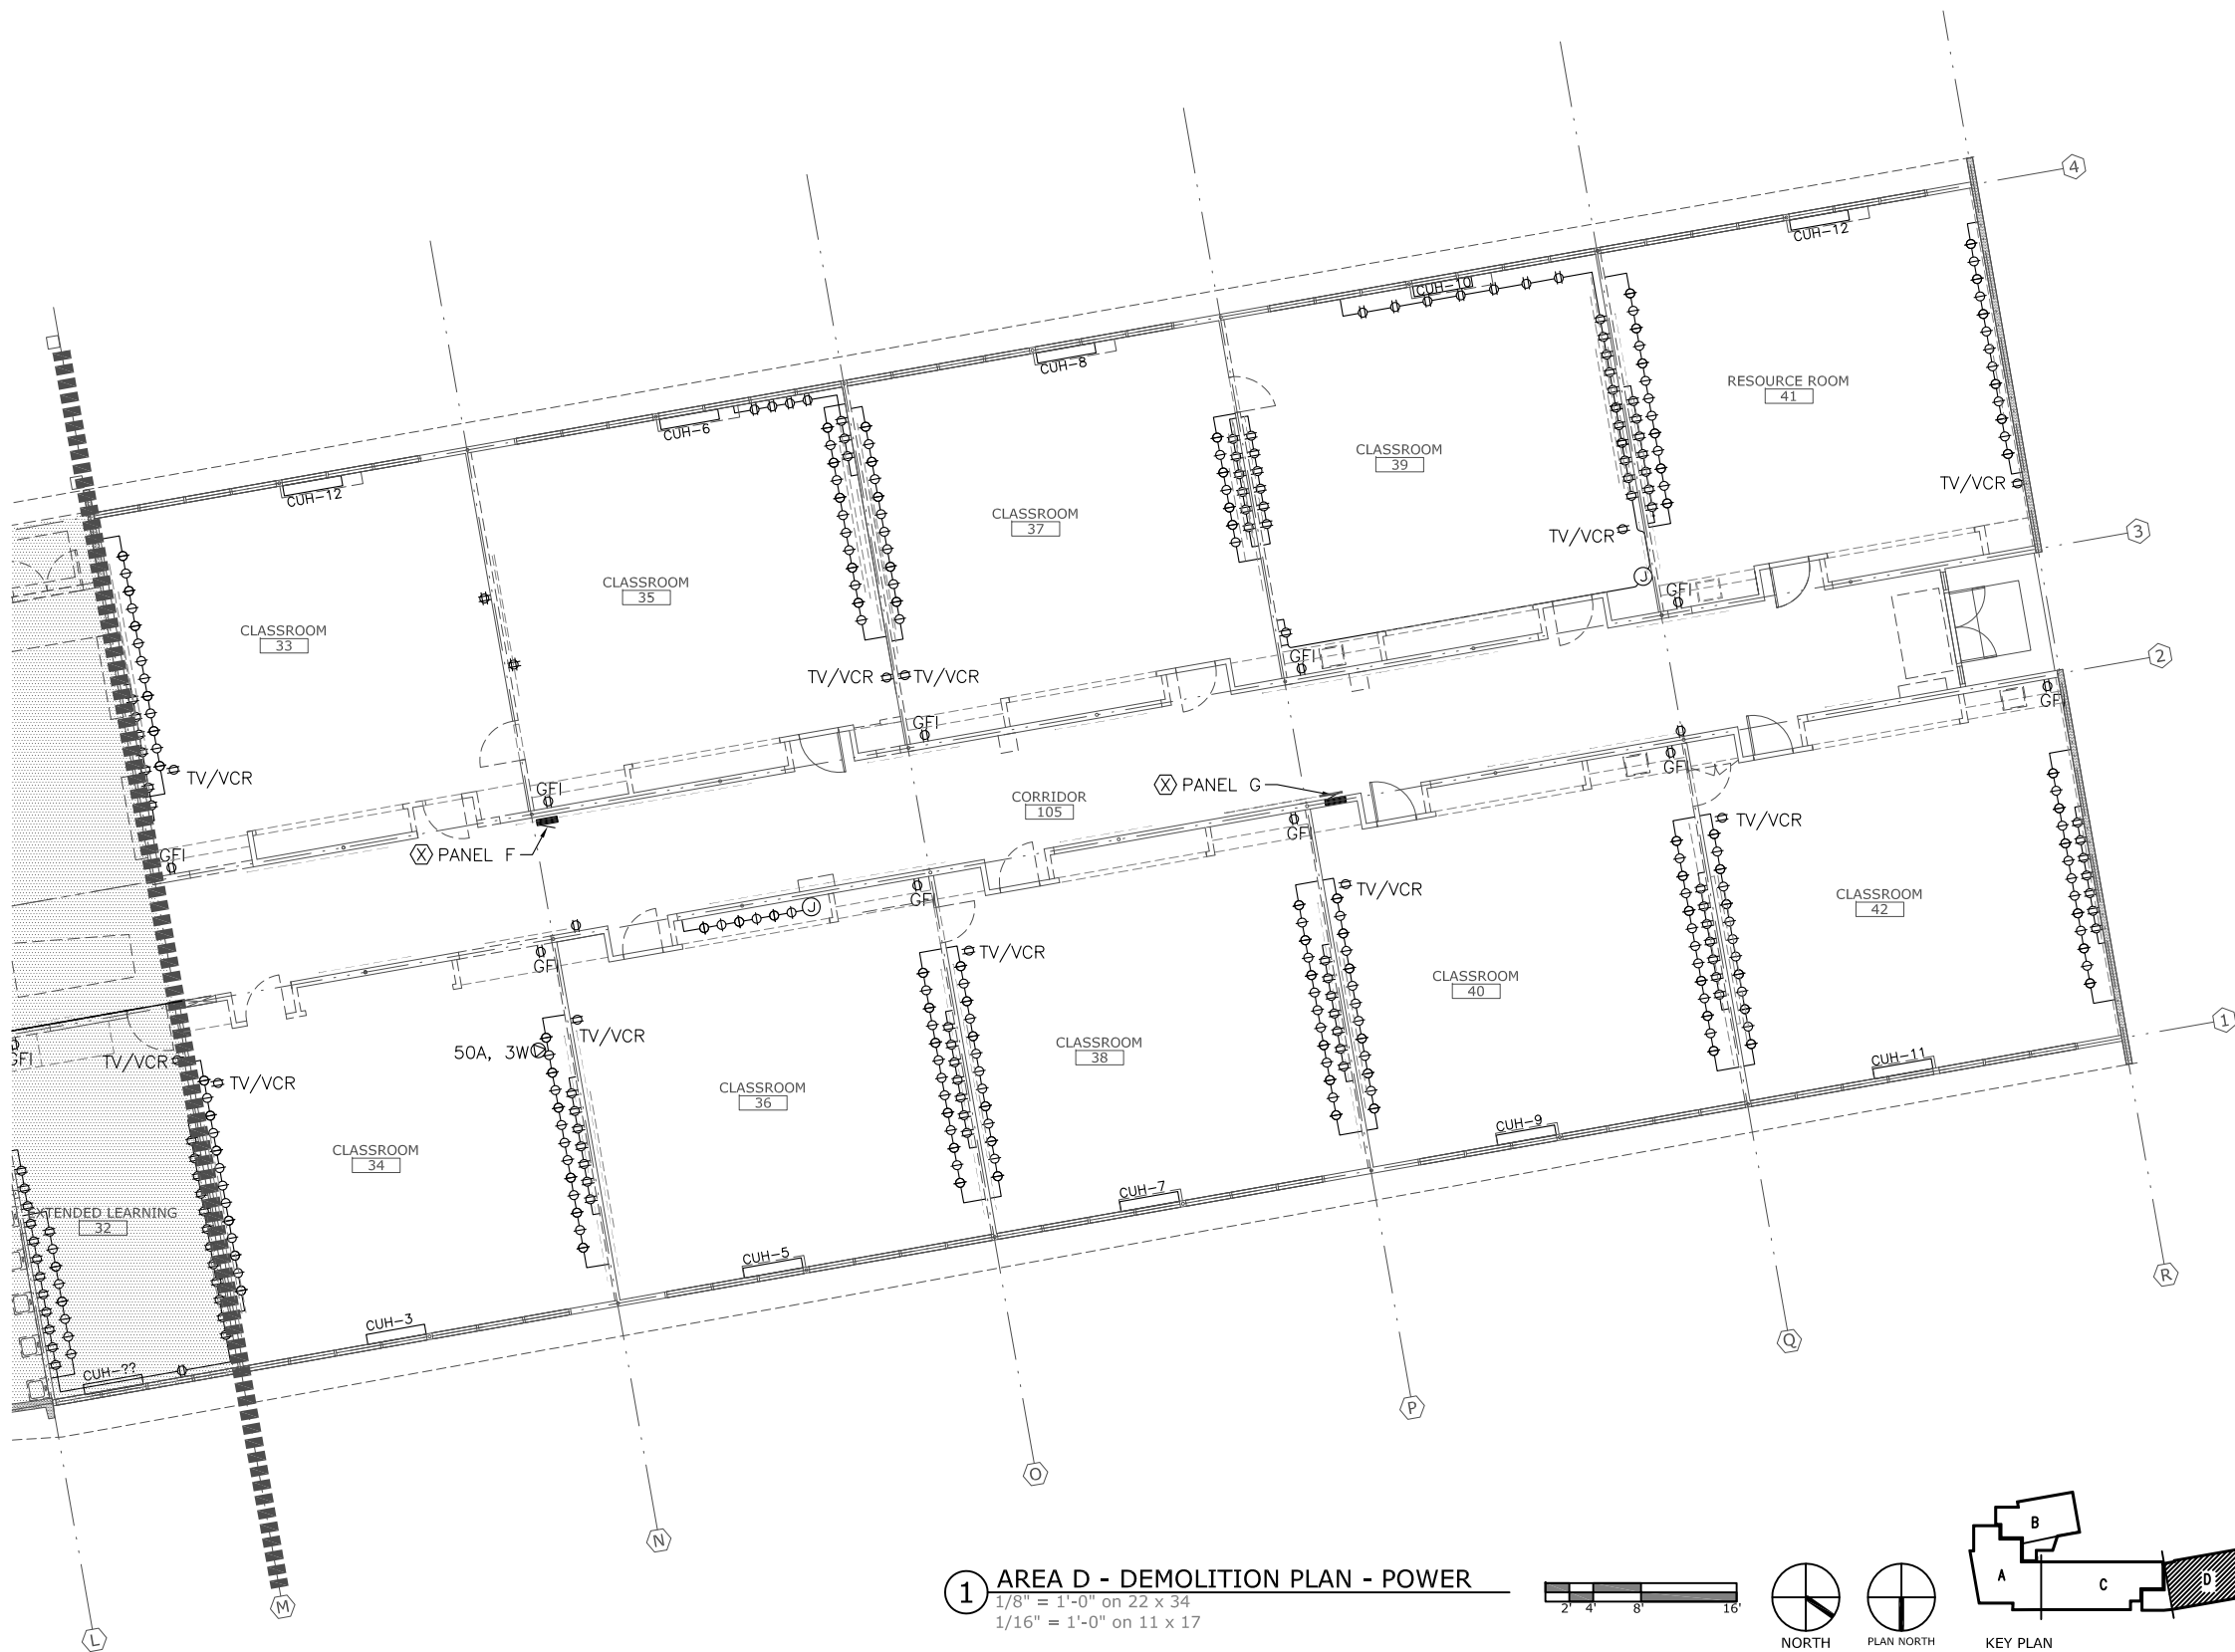 4
CUH-12
RESOURCE ROOM
41
TV/VCR
3
CUH-10
CLASSROOM
39
TV/VCR
J
GFI
CUH-8
CLASSROOM
37
GFI
CUH-6
CLASSROOM
35
TV/VCR
TV/VCR
GFI
CUH-12
CLASSROOM
33
TV/VCR
GFI
GFI
2
X PANEL F
CORRIDOR
105
X PANEL G
GFI
TV/VCR
CLASSROOM
42
GFI
CUH-11
1
GFI
TV/VCR
CLASSROOM
40
CUH-9
GFI
TV/VCR
CLASSROOM
38
CUH-7
J
GFI
TV/VCR
50A, 3W
CLASSROOM
36
CUH-5
TV/VCR
TV/VCR
CLASSROOM
34
CUH-3
GFI
EXTENDED LEARNING
32
CUH-??
R
Q
P
O
N
M
L
1
AREA D - DEMOLITION PLAN - POWER
1/8" = 1'-0" on 22 x 34
1/16" = 1'-0" on 11 x 17
2' 4' 8' 16'
NORTH
PLAN NORTH
B
A
C
D
KEY PLAN